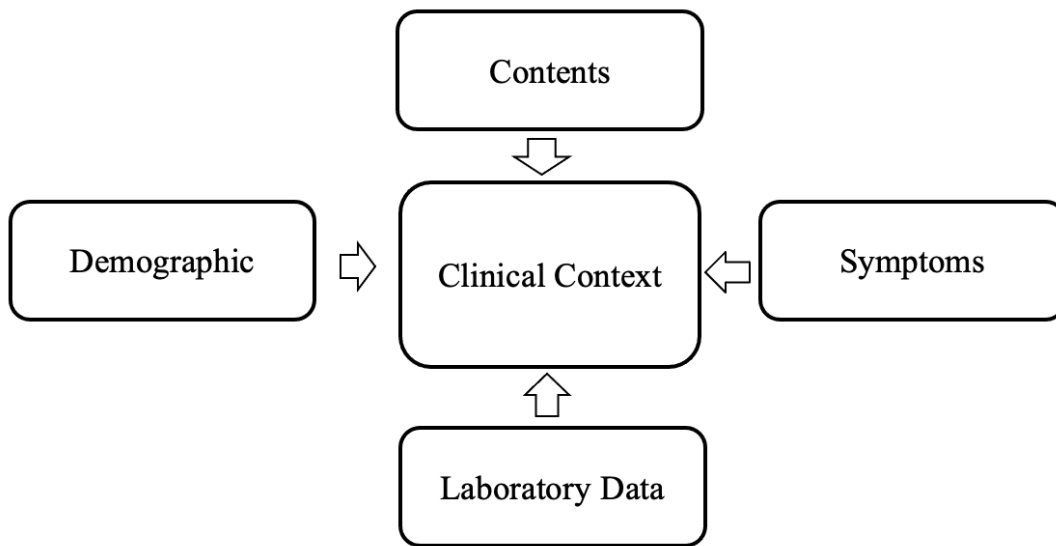 Contents
Demographic
Clinical Context
Symptoms
Laboratory Data